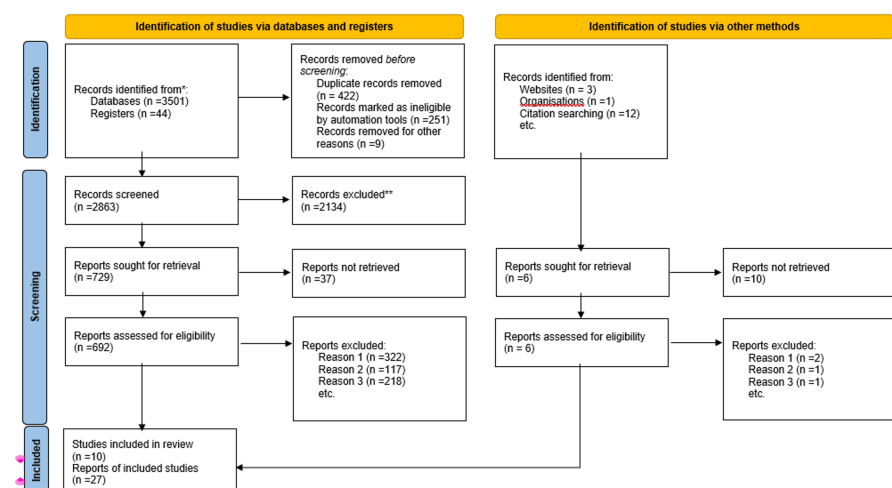 Identification of studies via databases and registers
Identification of studies via other methods
Identification
Records identified from*:
Databases (n =3501)
Registers (n =44)
Records removed before
screening:
Duplicate records removed
(n = 422)
Records marked as ineligible
by automation tools (n =251)
Records removed for other
reasons (n =9)
Records identified from:
Websites (n = 3)
Organisations (n =1)
Citation searching (n =12)
etc.
Screening
Records screened
(n =2863)
Records excluded**
(n =2134)
Reports sought for retrieval
(n =729)
Reports not retrieved
(n =37)
Reports sought for retrieval
(n =6)
Reports not retrieved
(n =10)
Reports assessed for eligibility
(n =692)
Reports excluded:
Reason 1 (n =322)
Reason 2 (n =117)
Reason 3 (n =218)
etc.
Reports assessed for eligibility
(n = 6)
Reports excluded:
Reason 1 (n =2)
Reason 2 (n =1)
Reason 3 (n =1)
etc.
Included
Studies included in review
(n =10)
Reports of included studies
(n =27)